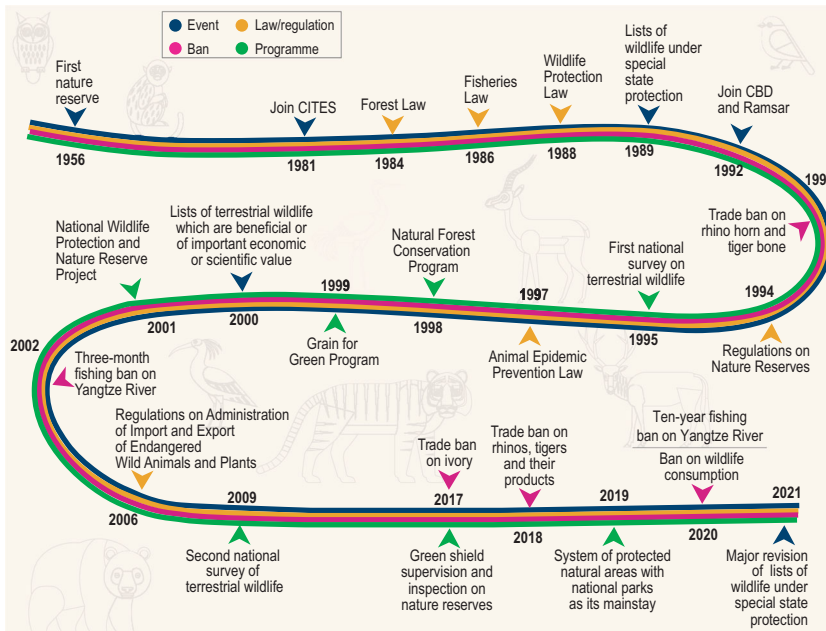 Event
Law/regulation
Ban
Programme
First
nature
reserve
1956
Join CITES
1981
Forest Law
1984
Fisheries
Law
1986
Wildlife
Protection
Law
1988
Lists of
wildlife under
special
state
protection
1989
Join CBD
and Ramsar
1992
199
Trade ban on
rhino horn and
tiger bone
1994
Regulations on
Nature Reserves
First national
survey on
terrestrial wildlife
1995
1997
Animal Epidemic
Prevention Law
Natural Forest
Conservation
Program
1998
1999
Grain for
Green Program
Lists of terrestrial wildlife
which are beneficial or
of important economic
or scientific value
2000
National Wildlife
Protection and
Nature Reserve
Project
2001
2002
Three-month
fishing ban on
Yangtze River
Regulations on Administration
of Import and Export
of Endangered
Wild Animals and Plants
2006
2009
Second national
survey of
terrestrial wildlife
Trade ban
on ivory
2017
Green shield
supervision and
inspection on
nature reserves
Trade ban on
rhinos, tigers
and their
products
2018
2019
System of protected
natural areas with
national parks
as its mainstay
Ten-year fishing
ban on Yangtze River
Ban on wildlife
consumption
2020
2021
Major revision
of lists of
wildlife under
special state
protection